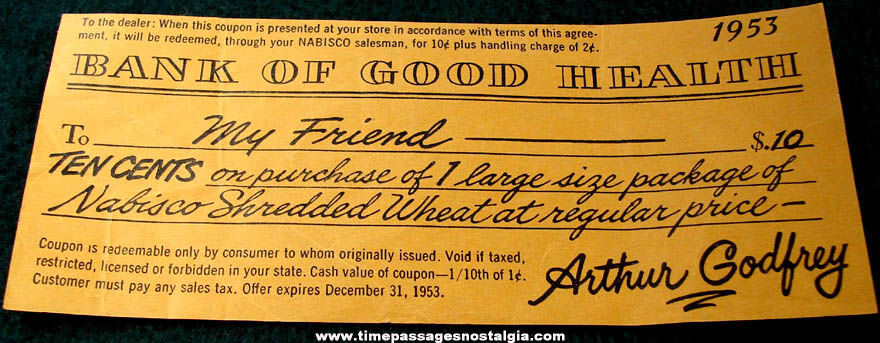 To the dealer: When this coupon is presented at your store in accordance with terms of this agree-
ment, it will be redeemed, through your NABISCO salesman, for 10¢ plus handling charge of 2¢.
1953
BANK OF GOOD HEALTH
To My Friend $.10
TEN CENTS on purchase of 1 large size package of
Nabisco Shredded Wheat at regular price—
Coupon is redeemable only by consumer to whom originally issued. Void if taxed,
restricted, licensed or forbidden in your state. Cash value of coupon—1/10th of 1¢.
Customer must pay any sales tax. Offer expires December 31, 1953.
Arthur Godfrey
www.timepassagesnostalgia.com